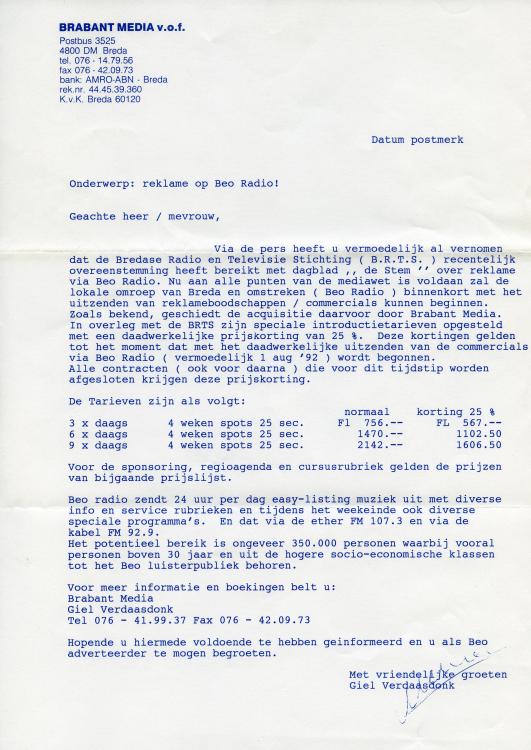 BRABANT MEDIA v.o.f.
Postbus 3525
4800 DM Breda
tel. 076 - 14.79.56
fax 076 - 42.09.73
bank: AMRO-ABN - Breda
rek.nr. 44.45.39.360
K.v.K. Breda 60120
Datum postmerk
Onderwerp: reklame op Beo Radio!
Geachte heer / mevrouw,
Via de pers heeft u vermoedelijk al vernomen
dat de Bredase Radio en Televisie Stichting ( B.R.T.S. ) recentelijk
overeenstemming heeft bereikt met dagblad ,, de Stem '' over reklame
via Beo Radio. Nu aan alle punten van de mediawet is voldaan zal de
lokale omroep van Breda en omstreken ( Beo Radio ) binnenkort met het
uitzenden van reklameboodschappen / commercials kunnen beginnen.
Zoals bekend, geschiedt de acquisitie daarvoor door Brabant Media.
In overleg met de BRTS zijn speciale introductietarieven opgesteld
met een daadwerkelijke prijskorting van 25 %. Deze kortingen gelden
tot het moment dat met het daadwerkelijke uitzenden van de commercials
via Beo Radio ( vermoedelijk 1 aug '92 ) wordt begonnen.
Alle contracten ( ook voor daarna ) die voor dit tijdstip worden
afgesloten krijgen deze prijskorting.
De Tarieven zijn als volgt:
normaal korting 25 %
3 x daags 4 weken spots 25 sec. Fl 756.-- FL 567.--
6 x daags 4 weken spots 25 sec. 1470.-- 1102.50
9 x daags 4 weken spots 25 sec. 2142.-- 1606.50
Voor de sponsoring, regioagenda en cursusrubriek gelden de prijzen
van bijgaande prijslijst.
Beo radio zendt 24 uur per dag easy-listing muziek uit met diverse
info en service rubrieken en tijdens het weekeinde ook diverse
speciale programma's. En dat via de ether FM 107.3 en via de
kabel FM 92.9.
Het potentieel bereik is ongeveer 350.000 personen waarbij vooral
personen boven 30 jaar en uit de hogere socio-economische klassen
tot het Beo luisterpubliek behoren.
Voor meer informatie en boekingen belt u:
Brabant Media
Giel Verdaasdonk
Tel 076 - 41.99.37 Fax 076 - 42.09.73
Hopende u hiermede voldoende te hebben geinformeerd en u als Beo
adverteerder te mogen begroeten.
Met vriendelijke groeten
Giel Verdaasdonk